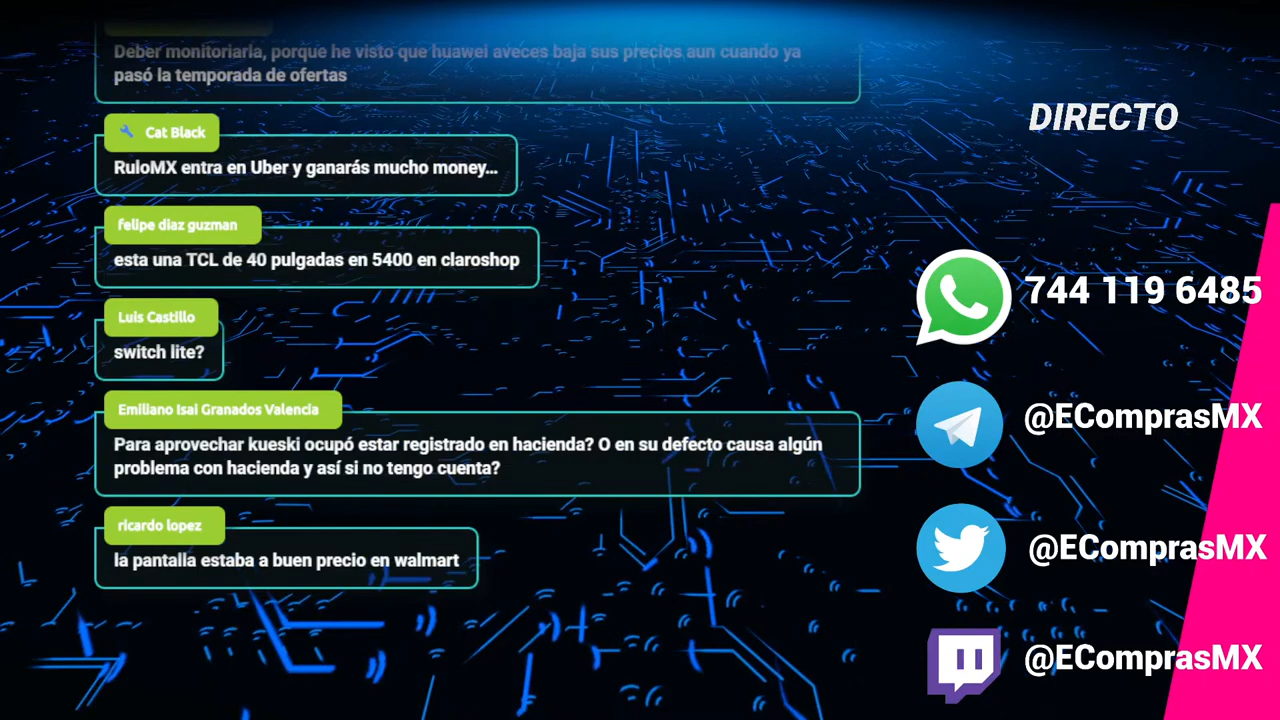 Deber monitoriarla, porque he visto que huawei aveces baja sus precios aun cuando ya
pasó la temporada de ofertas
Cat Black
RuloMX entra en Uber y ganarás mucho money...
felipe diaz guzman
esta una TCL de 40 pulgadas en 5400 en claroshop
Luis Castillo
switch lite?
Emiliano Isai Granados Valencia
Para aprovechar kueski ocupó estar registrado en hacienda? O en su defecto causa algún
problema con hacienda y así si no tengo cuenta?
ricardo lopez
la pantalla estaba a buen precio en walmart
DIRECTO
744 119 6485
@EComprasMX
@EComprasMX
@EComprasMX